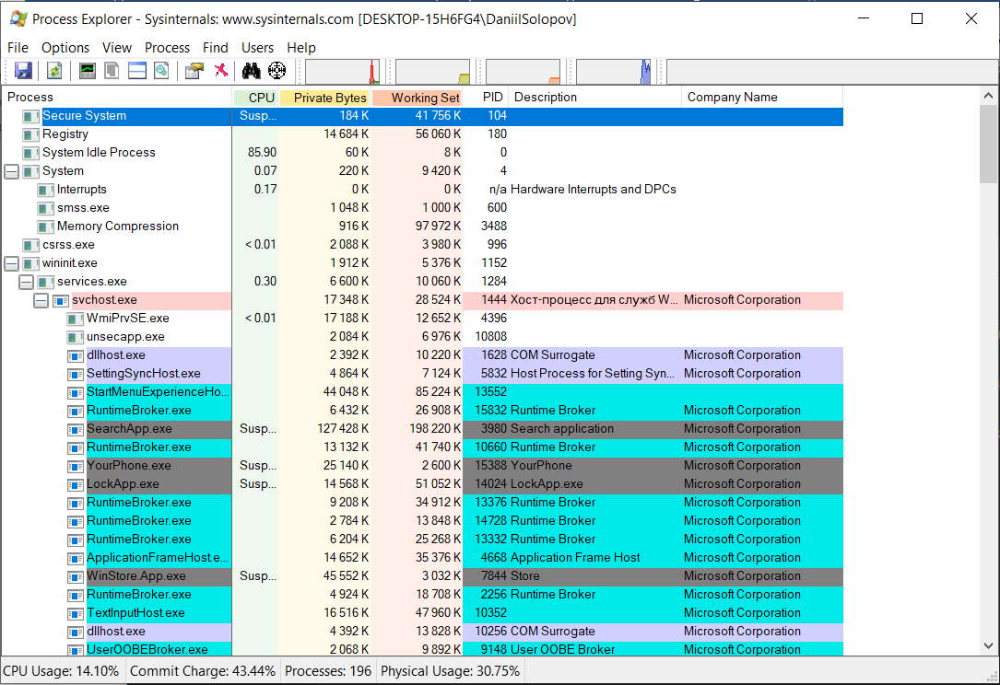 Process Explorer - Sysinternals: www.sysinternals.com [DESKTOP-15H6FG4\DaniilSolopov]
File Options View Process Find Users Help
Process CPU Private Bytes Working Set PID Description Company Name
Secure System Susp... 184 K 41 756 K 104
Registry 14 684 K 56 060 K 180
System Idle Process 85.90 60 K 8 K 0
System 0.07 220 K 9 420 K 4
Interrupts 0.17 0 K 0 K n/a Hardware Interrupts and DPCs
smss.exe 1 048 K 1 000 K 600
Memory Compression 916 K 97 972 K 3488
csrss.exe < 0.01 2 088 K 3 980 K 996
wininit.exe 1 912 K 5 376 K 1152
services.exe 0.30 6 600 K 10 060 K 1284
svchost.exe 17 348 K 28 524 K 1444 Хост-процесс для служб W... Microsoft Corporation
WmiPrvSE.exe < 0.01 17 188 K 12 652 K 4396
unsecapp.exe 2 084 K 6 976 K 10808
dllhost.exe 2 392 K 10 220 K 1628 COM Surrogate Microsoft Corporation
SettingSyncHost.exe 4 864 K 7 124 K 5832 Host Process for Setting Syn... Microsoft Corporation
StartMenuExperienceHo... 44 048 K 85 224 K 13552
RuntimeBroker.exe 6 432 K 26 908 K 15832 Runtime Broker Microsoft Corporation
SearchApp.exe Susp... 127 428 K 198 220 K 3980 Search application Microsoft Corporation
RuntimeBroker.exe 13 132 K 41 740 K 10660 Runtime Broker Microsoft Corporation
YourPhone.exe Susp... 25 140 K 2 600 K 15388 YourPhone Microsoft Corporation
LockApp.exe Susp... 14 568 K 51 052 K 14024 LockApp.exe Microsoft Corporation
RuntimeBroker.exe 9 208 K 34 912 K 13376 Runtime Broker Microsoft Corporation
RuntimeBroker.exe 2 784 K 13 848 K 14728 Runtime Broker Microsoft Corporation
RuntimeBroker.exe 6 204 K 25 268 K 13332 Runtime Broker Microsoft Corporation
ApplicationFrameHost.e... 14 652 K 35 376 K 4668 Application Frame Host Microsoft Corporation
WinStore.App.exe Susp... 45 552 K 3 032 K 7844 Store Microsoft Corporation
RuntimeBroker.exe 4 924 K 18 708 K 2256 Runtime Broker Microsoft Corporation
TextInputHost.exe 16 516 K 47 960 K 10352 Microsoft Corporation
dllhost.exe 4 392 K 13 828 K 10256 COM Surrogate Microsoft Corporation
UserOOBEBroker.exe 2 068 K 9 892 K 9148 User OOBE Broker Microsoft Corporation
CPU Usage: 14.10% Commit Charge: 43.44% Processes: 196 Physical Usage: 30.75%